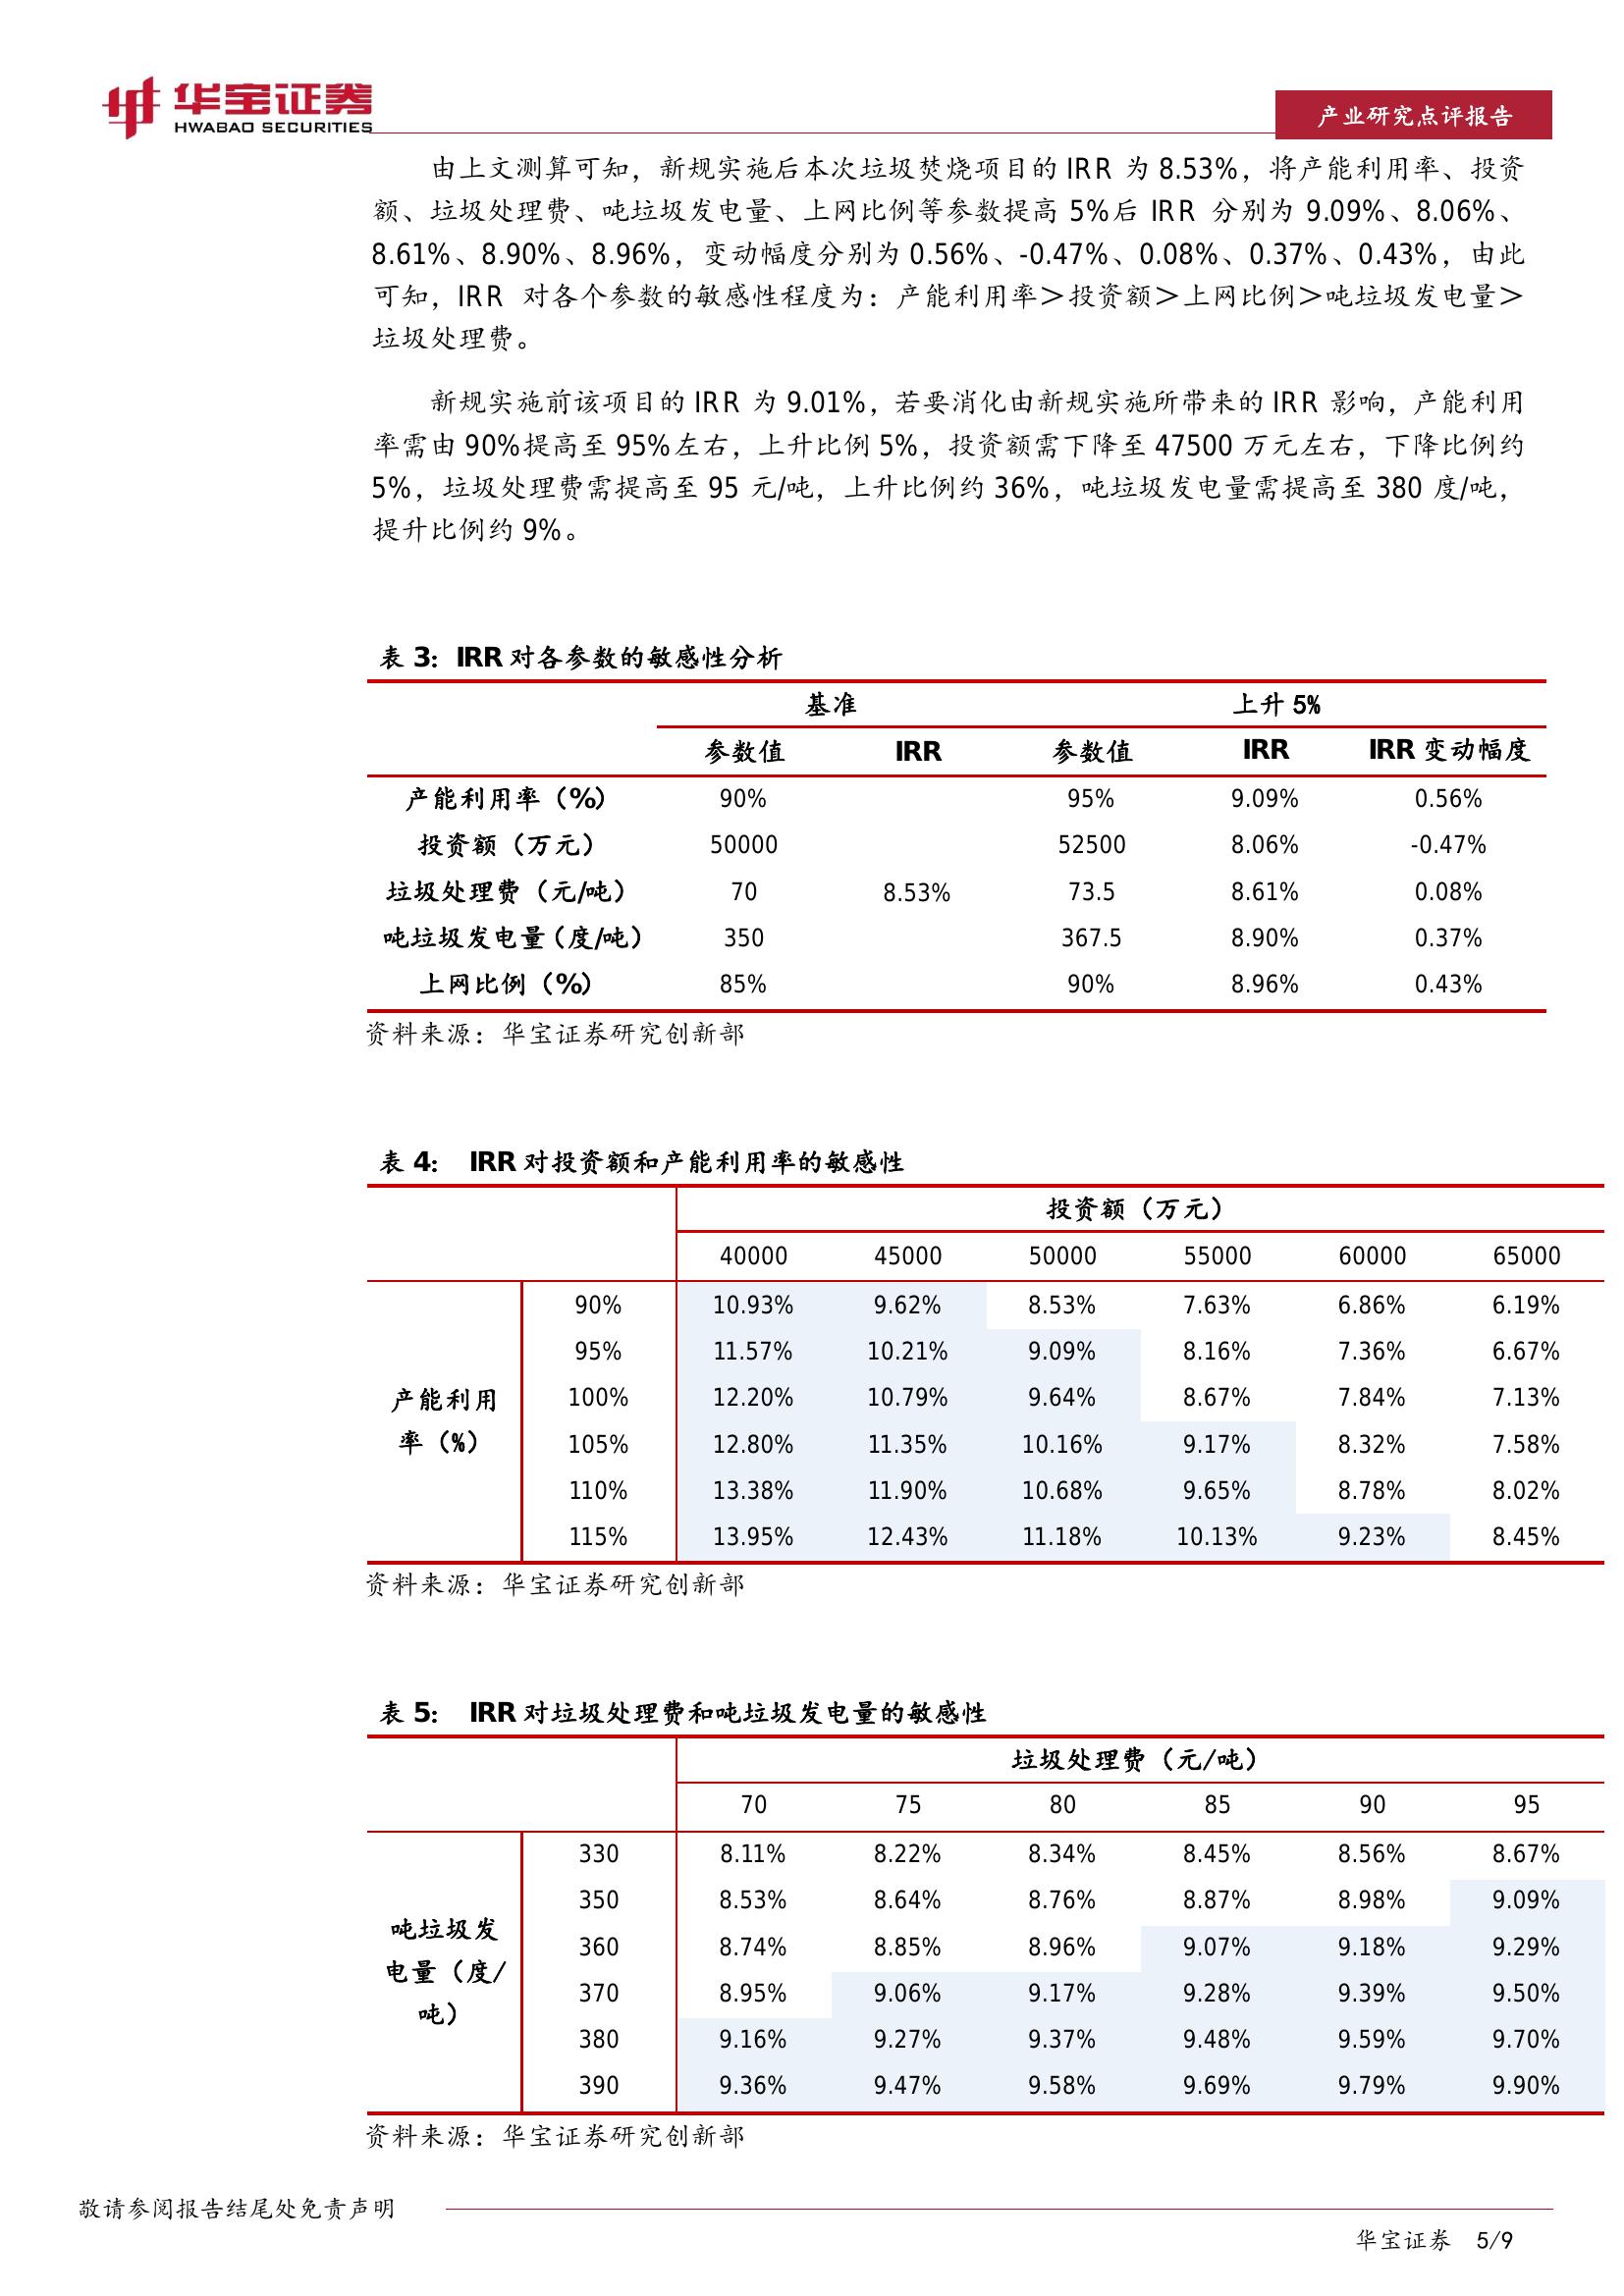 华宝证券
HWABAO SECURITIES
产业研究点评报告
由上文测算可知，新规实施后本次垃圾焚烧项目的 IRR 为 8.53%，将产能利用率、投资
额、垃圾处理费、吨垃圾发电量、上网比例等参数提高 5%后 IRR 分别为 9.09%、8.06%、
8.61%、8.90%、8.96%，变动幅度分别为 0.56%、-0.47%、0.08%、0.37%、0.43%，由此
可知，IRR 对各个参数的敏感性程度为：产能利用率＞投资额＞上网比例＞吨垃圾发电量＞
垃圾处理费。
新规实施前该项目的 IRR 为 9.01%，若要消化由新规实施所带来的 IRR 影响，产能利用
率需由 90%提高至 95%左右，上升比例 5%，投资额需下降至 47500 万元左右，下降比例约
5%，垃圾处理费需提高至 95 元/吨，上升比例约 36%，吨垃圾发电量需提高至 380 度/吨，
提升比例约 9%。
表 3：IRR 对各参数的敏感性分析
基准 上升 5%
参数值 IRR 参数值 IRR IRR 变动幅度
产能利用率（%） 90% 95% 9.09% 0.56%
投资额（万元） 50000 52500 8.06% -0.47%
垃圾处理费（元/吨） 70 8.53% 73.5 8.61% 0.08%
吨垃圾发电量（度/吨） 350 367.5 8.90% 0.37%
上网比例（%） 85% 90% 8.96% 0.43%
资料来源：华宝证券研究创新部
表 4： IRR 对投资额和产能利用率的敏感性
投资额（万元）
40000 45000 50000 55000 60000 65000
90% 10.93% 9.62% 8.53% 7.63% 6.86% 6.19%
95% 11.57% 10.21% 9.09% 8.16% 7.36% 6.67%
产能利用
100% 12.20% 10.79% 9.64% 8.67% 7.84% 7.13%
率（%）
105% 12.80% 11.35% 10.16% 9.17% 8.32% 7.58%
110% 13.38% 11.90% 10.68% 9.65% 8.78% 8.02%
115% 13.95% 12.43% 11.18% 10.13% 9.23% 8.45%
资料来源：华宝证券研究创新部
表 5： IRR 对垃圾处理费和吨垃圾发电量的敏感性
垃圾处理费（元/吨）
70 75 80 85 90 95
330 8.11% 8.22% 8.34% 8.45% 8.56% 8.67%
350 8.53% 8.64% 8.76% 8.87% 8.98% 9.09%
吨垃圾发
360 8.74% 8.85% 8.96% 9.07% 9.18% 9.29%
电量（度/
370 8.95% 9.06% 9.17% 9.28% 9.39% 9.50%
吨）
380 9.16% 9.27% 9.37% 9.48% 9.59% 9.70%
390 9.36% 9.47% 9.58% 9.69% 9.79% 9.90%
资料来源：华宝证券研究创新部
敬请参阅报告结尾处免责声明
华宝证券 5/9